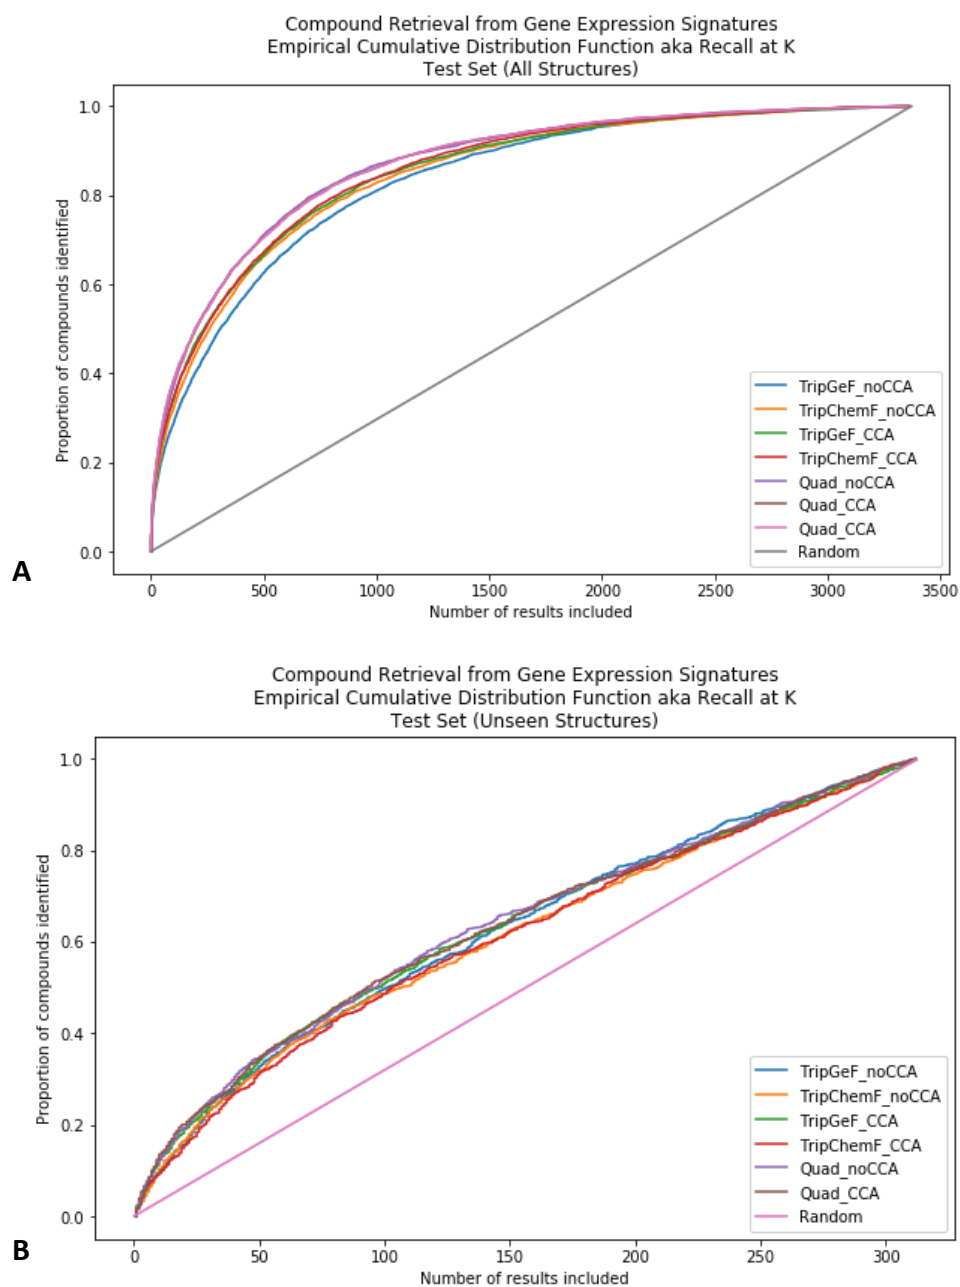 Compound Retrieval from Gene Expression Signatures
Empirical Cumulative Distribution Function aka Recall at K
Test Set (All Structures)
1.0
0.8
0.6
0.4
0.2
0.0
Proportion of compounds identified
TripGeF_noCCA
TripChemF_noCCA
TripGeF_CCA
TripChemF_CCA
Quad_noCCA
Quad_CCA
Quad_CCA
Random
0 500 1000 1500 2000 2500 3000 3500
Number of results included
A
Compound Retrieval from Gene Expression Signatures
Empirical Cumulative Distribution Function aka Recall at K
Test Set (Unseen Structures)
1.0
0.8
0.6
0.4
0.2
0.0
Proportion of compounds identified
TripGeF_noCCA
TripChemF_noCCA
TripGeF_CCA
TripChemF_CCA
Quad_noCCA
Quad_CCA
Random
0 50 100 150 200 250 300
Number of results included
B